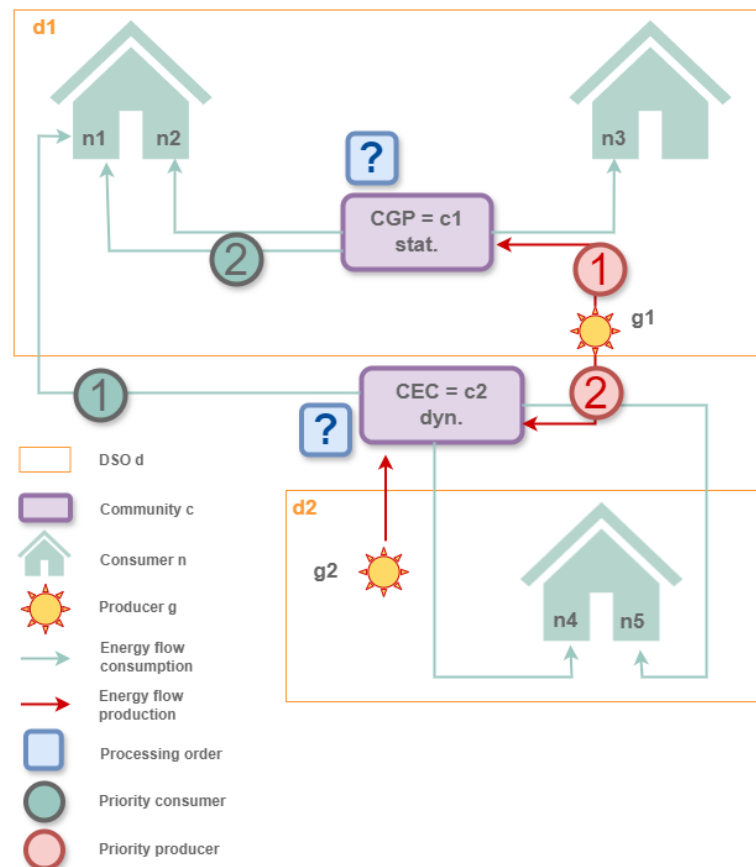 d1
n1
n2
n3
?
CGP = c1
stat.
2
1
g1
1
CEC = c2
dyn.
2
?
DSO d
d2
Community c
Consumer n
g2
n4
n5
Producer g
Energy flow
consumption
Energy flow
production
Processing order
Priority consumer
Priority producer